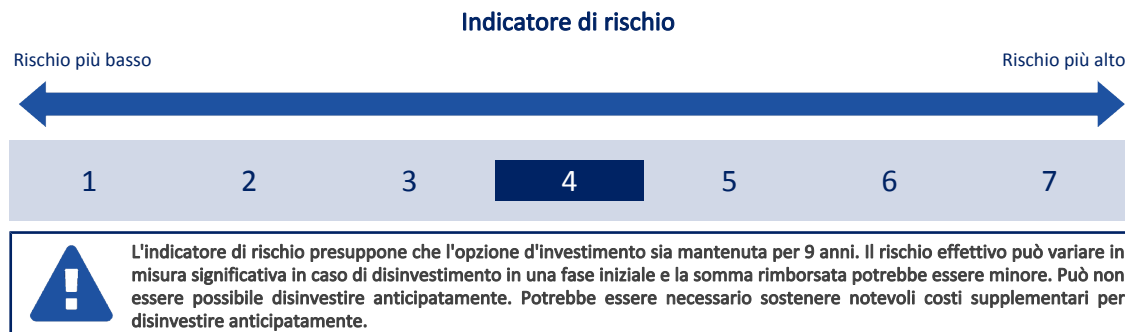 Indicatore di rischio
Rischio più basso
Rischio più alto
1 2 3 4 5 6 7
L'indicatore di rischio presuppone che l'opzione d'investimento sia mantenuta per 9 anni. Il rischio effettivo può variare in
misura significativa in caso di disinvestimento in una fase iniziale e la somma rimborsata potrebbe essere minore. Può non
essere possibile disinvestire anticipatamente. Potrebbe essere necessario sostenere notevoli costi supplementari per
disinvestire anticipatamente.